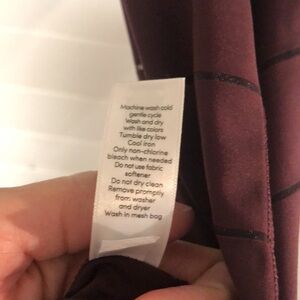 Machine wash cold
gentle cycle
Wash and dry
with like colors
Tumble dry low
Cool iron
Only non-chlorine
bleach when needed
Do not use fabric
softener
Do not dry clean
Remove promptly
from washer
and dryer
Wash in mesh bag